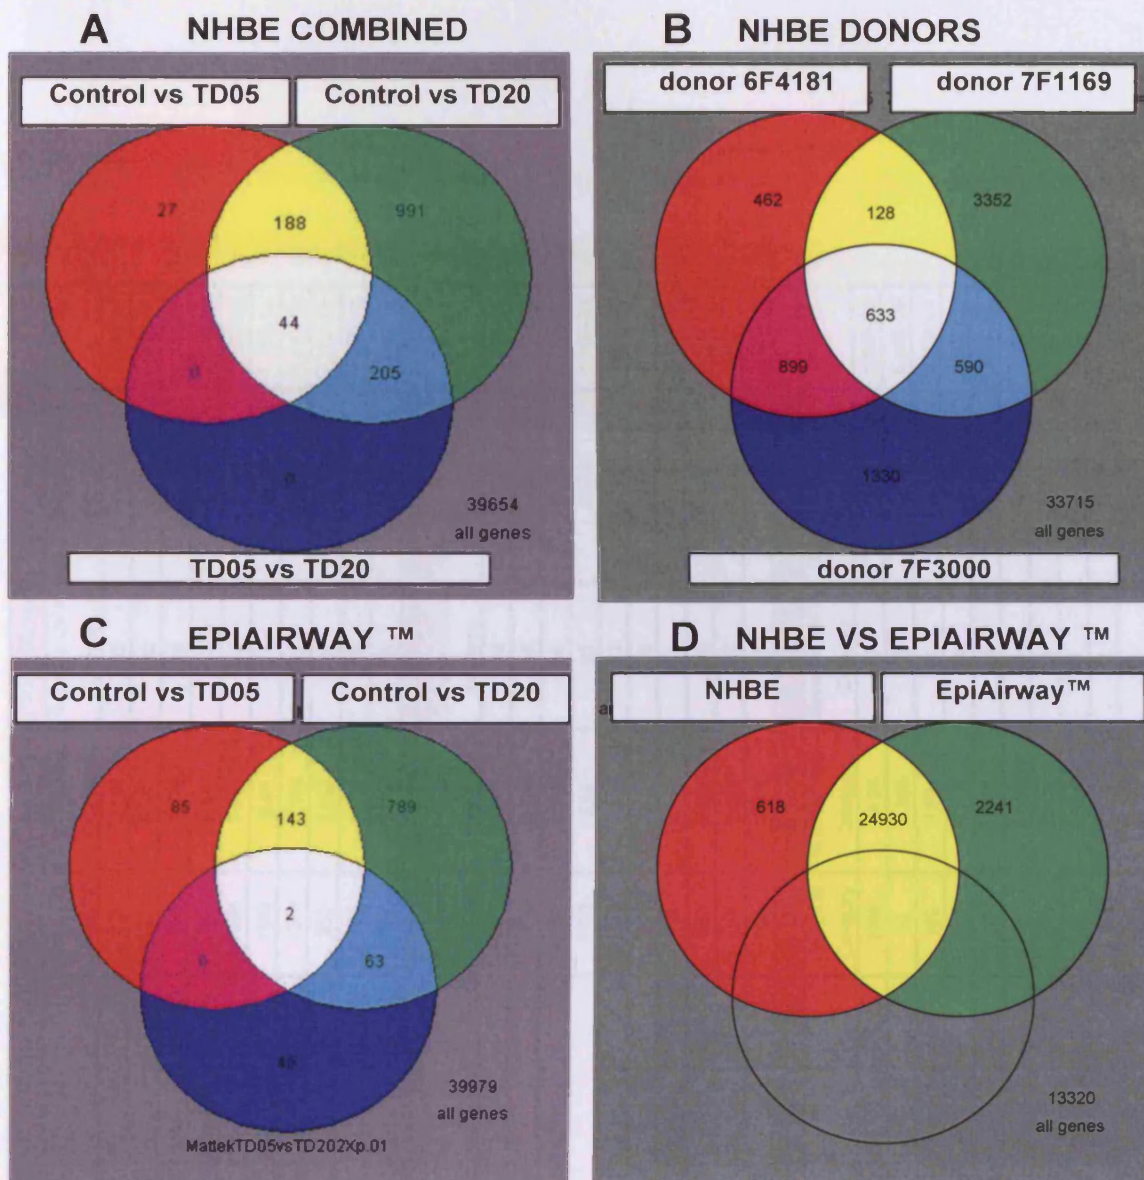 A NHBE COMBINED
Control vs TD05 Control vs TD20
27 188 991
44
0 205
0
39654
all genes
TD05 vs TD20
B NHBE DONORS
donor 6F4181 donor 7F1169
462 128 3352
633
899 590
1330
33715
all genes
donor 7F3000
C EPIAIRWAY ™
Control vs TD05 Control vs TD20
85 143 789
2
0 63
48
39979
all genes
MattekTD05vsTD202Xp.01
D NHBE VS EPIAIRWAY ™
NHBE EpiAirway™
618 24930 2241
13320
all genes